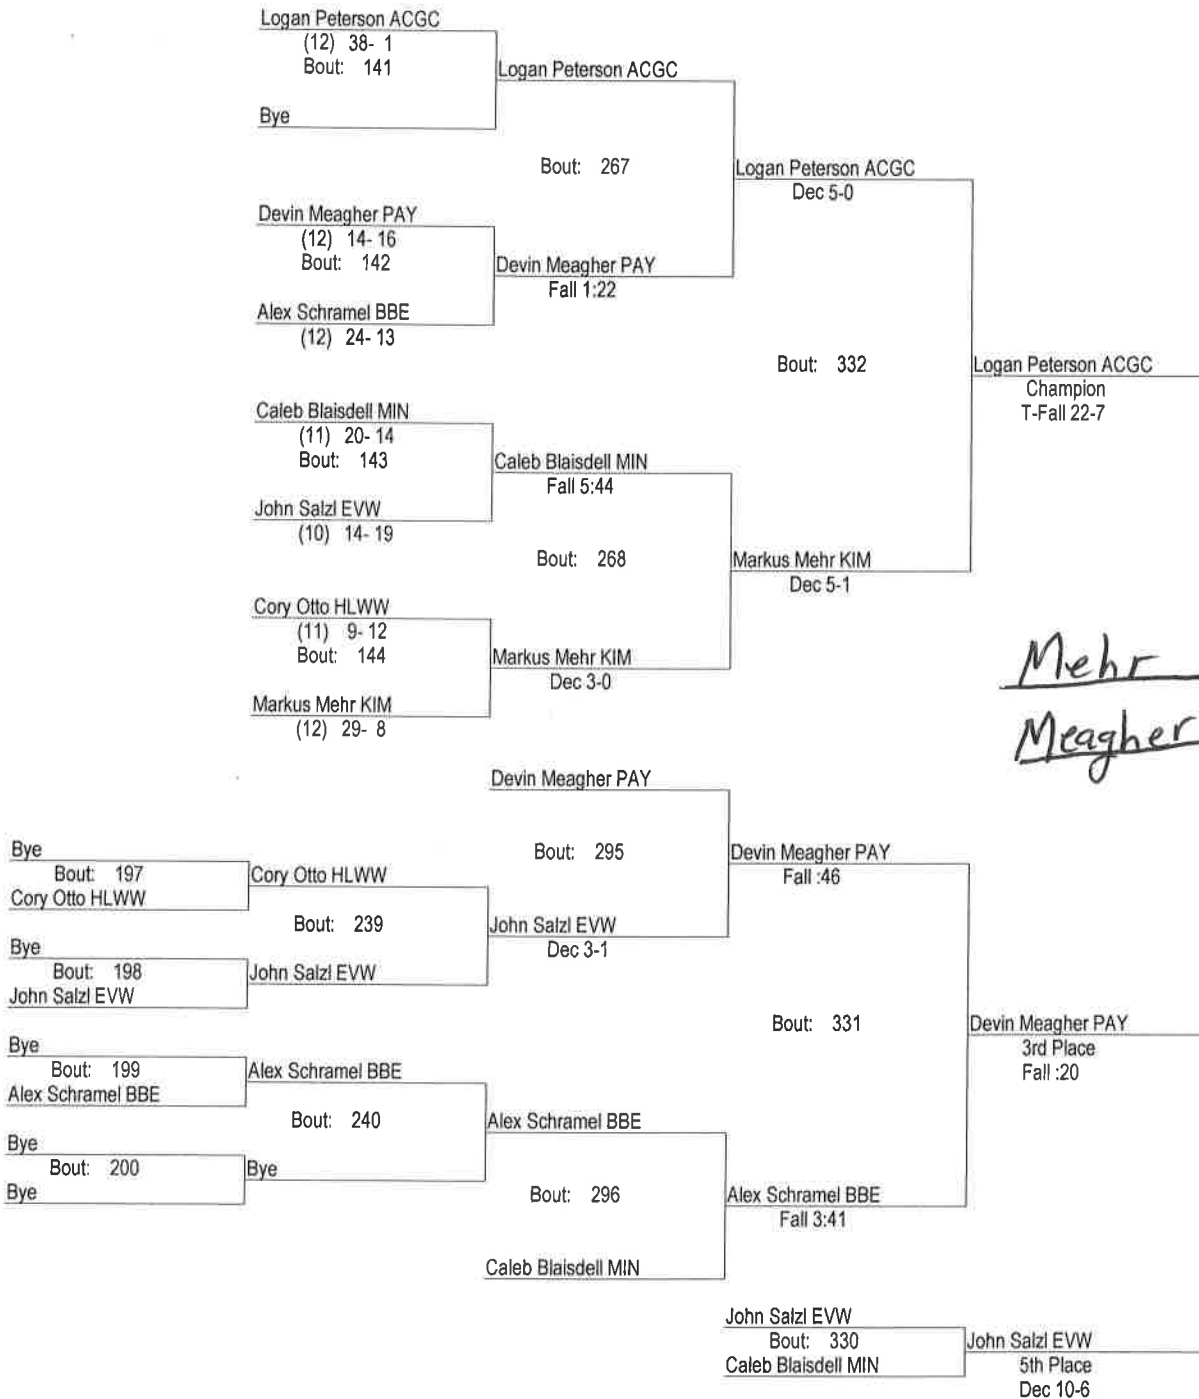 Logan Peterson ACGC
(12) 38- 1
Bout: 141
Logan Peterson ACGC
Bye
Bout: 267
Logan Peterson ACGC
Dec 5-0
Devin Meagher PAY
(12) 14- 16
Bout: 142
Devin Meagher PAY
Fall 1:22
Alex Schramel BBE
(12) 24- 13
Bout: 332
Logan Peterson ACGC
Champion
T-Fall 22-7
Caleb Blaisdell MIN
(11) 20- 14
Bout: 143
Caleb Blaisdell MIN
Fall 5:44
John Salzl EVW
(10) 14- 19
Bout: 268
Markus Mehr KIM
Dec 5-1
Cory Otto HLWW
(11) 9- 12
Bout: 144
Markus Mehr KIM
Dec 3-0
Markus Mehr KIM
(12) 29- 8
Mehr
Meagher
Devin Meagher PAY
Bout: 295
Devin Meagher PAY
Fall :46
Bye
Bout: 197
Cory Otto HLWW
Cory Otto HLWW
Bout: 239
John Salzl EVW
Dec 3-1
Bye
Bout: 198
John Salzl EVW
John Salzl EVW
Bout: 331
Devin Meagher PAY
3rd Place
Fall :20
Bye
Bout: 199
Alex Schramel BBE
Alex Schramel BBE
Bout: 240
Alex Schramel BBE
Bye
Bout: 200
Bye
Bye
Bout: 296
Alex Schramel BBE
Fall 3:41
Caleb Blaisdell MIN
John Salzl EVW
Bout: 330
Caleb Blaisdell MIN
John Salzl EVW
5th Place
Dec 10-6